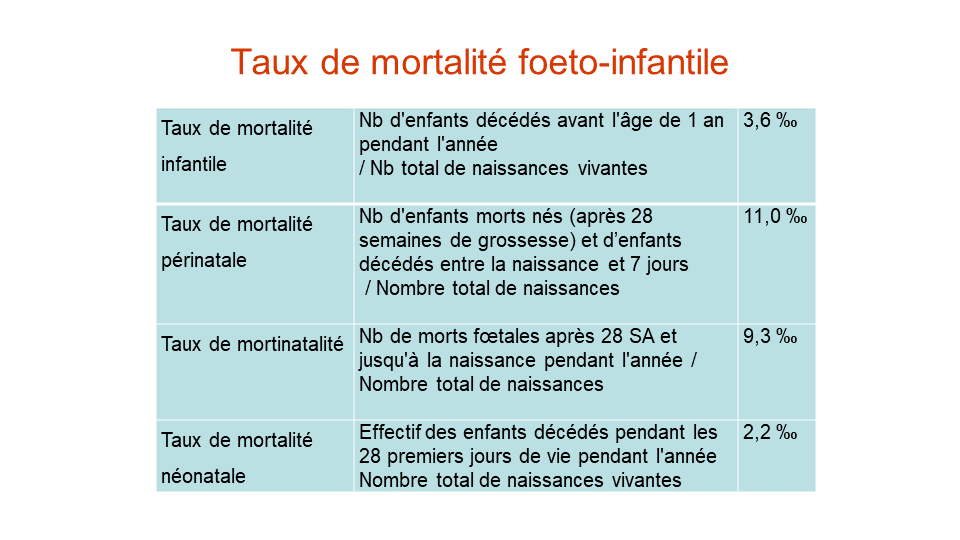 Taux de mortalité foeto-infantile
Taux de mortalité
infantile
Nb d'enfants décédés avant l'âge de 1 an
pendant l'année
/ Nb total de naissances vivantes
3,6 ‰
Taux de mortalité
périnatale
Nb d'enfants morts nés (après 28
semaines de grossesse) et d’enfants
décédés entre la naissance et 7 jours
/ Nombre total de naissances
11,0 ‰
Taux de mortinatalité
Nb de morts fœtales après 28 SA et
jusqu'à la naissance pendant l'année /
Nombre total de naissances
9,3 ‰
Taux de mortalité
néonatale
Effectif des enfants décédés pendant les
28 premiers jours de vie pendant l'année
Nombre total de naissances vivantes
2,2 ‰